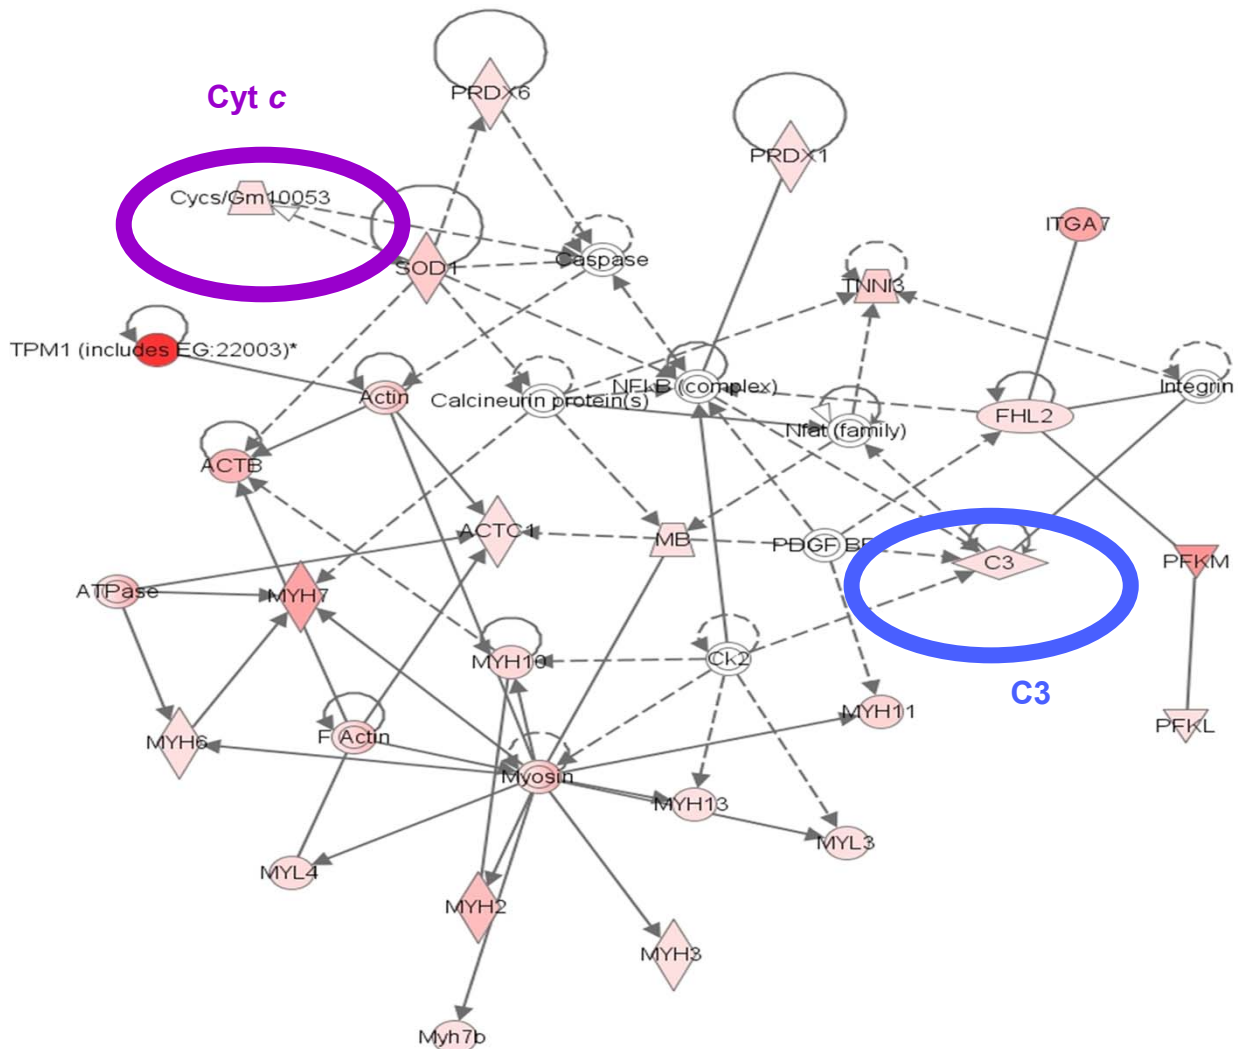 PRDX6
Cyt c
PRDX1
Cycs/Gm10053
ITGA7
Caspase
SOD1
TNNI3
TPM1 (includes EG:22003)*
NFkB (complex)
Integrin
Actin
Calcineurin protein(s)
FHL2
Nfat (family)
ACTB
ACTC1
MB
PDGF BB
C3
PFKM
ATPase
MYH7
MYH10
Ck2
C3
MYH11
PFKL
F Actin
MYH6
Myosin
MYH13
MYL3
MYL4
MYH2
MYH3
Myh7b